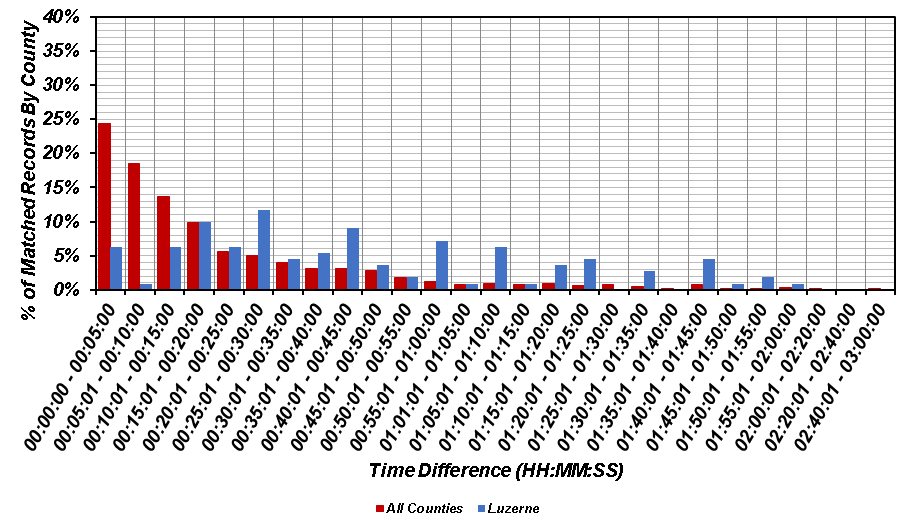 40%
35%
30%
25%
20%
15%
10%
5%
0%
% of Matched Records By County
00:00:00 - 00:05:00
00:05:01 - 00:10:00
00:10:01 - 00:15:00
00:15:01 - 00:20:00
00:20:01 - 00:25:00
00:25:01 - 00:30:00
00:30:01 - 00:35:00
00:35:01 - 00:40:00
00:40:01 - 00:45:00
00:45:01 - 00:50:00
00:50:01 - 00:55:00
00:55:01 - 01:00:00
01:01:01 - 01:05:00
01:05:01 - 01:10:00
01:10:01 - 01:15:00
01:15:01 - 01:20:00
01:20:01 - 01:25:00
01:25:01 - 01:30:00
01:30:01 - 01:35:00
01:35:01 - 01:40:00
01:40:01 - 01:45:00
01:45:01 - 01:50:00
01:50:01 - 01:55:00
01:55:01 - 02:00:00
02:00:01 - 02:20:00
02:20:01 - 02:40:00
02:40:01 - 03:00:00
Time Difference (HH:MM:SS)
All Counties
Luzerne